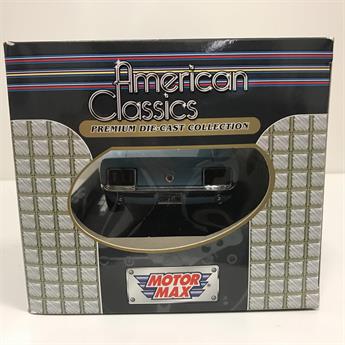 American
Classics
PREMIUM DIE-CAST COLLECTION
MOTOR
MAX